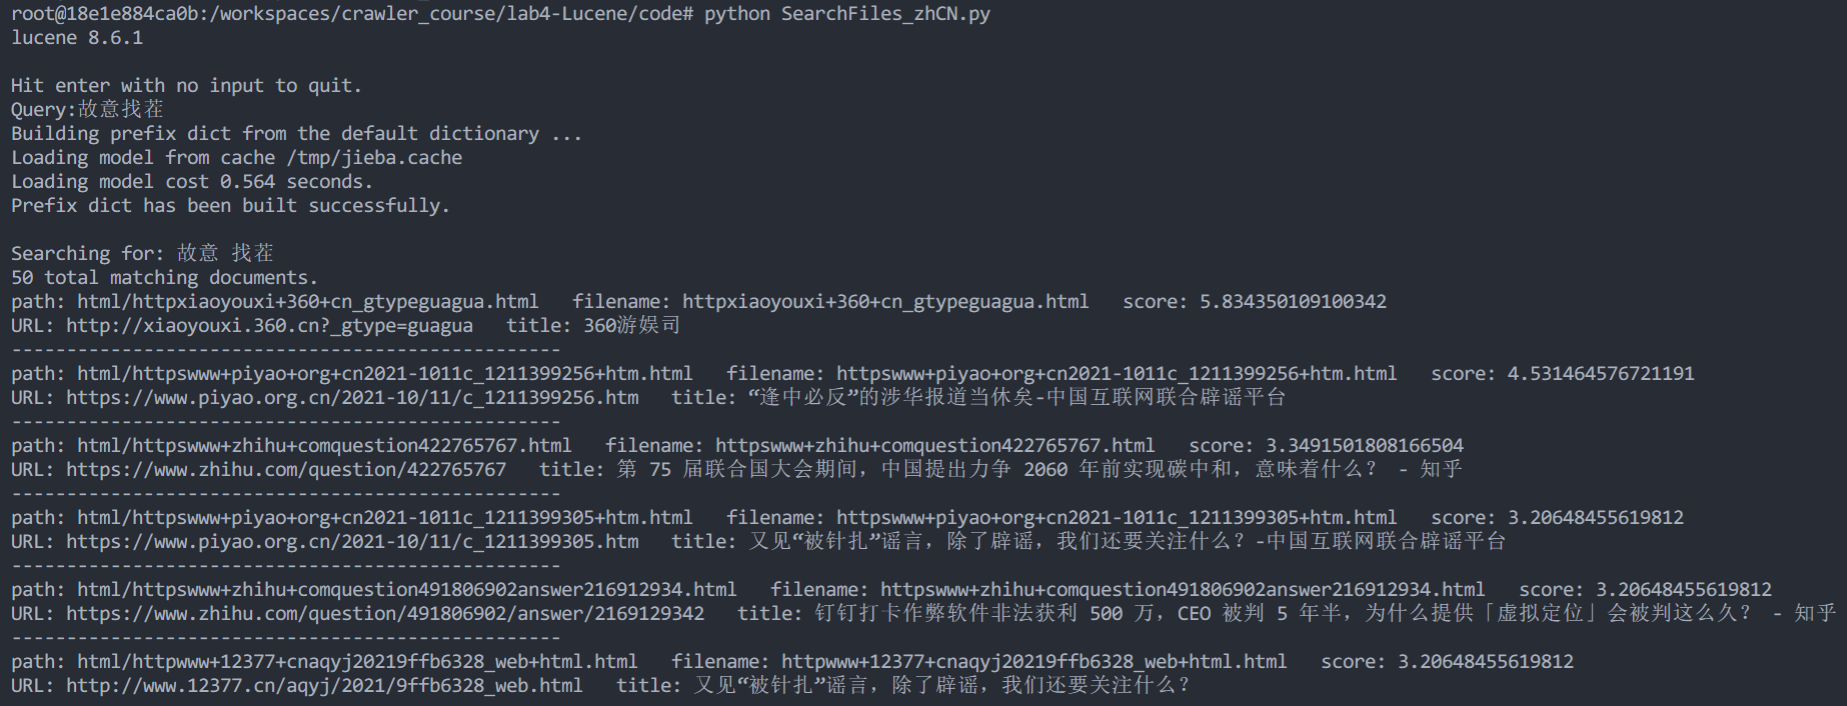 root@18e1e884ca0b:/workspaces/crawler_course/lab4-Lucene/code# python SearchFiles_zhCN.py
lucene 8.6.1
Hit enter with no input to quit.
Query:故意找茬
Building prefix dict from the default dictionary ...
Loading model from cache /tmp/jieba.cache
Loading model cost 0.564 seconds.
Prefix dict has been built successfully.
Searching for: 故意 找茬
50 total matching documents.
path: html/httpxiaoyouxi+360+cn_gtypeguagua.html   filename: httpxiaoyouxi+360+cn_gtypeguagua.html   score: 5.834350109100342
URL: http://xiaoyouxi.360.cn?_gtype=guagua   title: 360游娱司
--------------------------------------------------
path: html/httpswww+piyao+org+cn2021-1011c_1211399256+htm.html   filename: httpswww+piyao+org+cn2021-1011c_1211399256+htm.html   score: 4.531464576721191
URL: https://www.piyao.org.cn/2021-10/11/c_1211399256.htm   title: “逢中必反”的涉华报道当休矣-中国互联网联合辟谣平台
--------------------------------------------------
path: html/httpswww+zhihu+comquestion422765767.html   filename: httpswww+zhihu+comquestion422765767.html   score: 3.3491501808166504
URL: https://www.zhihu.com/question/422765767   title: 第 75 届联合国大会期间，中国提出力争 2060 年前实现碳中和，意味着什么？ - 知乎
--------------------------------------------------
path: html/httpswww+piyao+org+cn2021-1011c_1211399305+htm.html   filename: httpswww+piyao+org+cn2021-1011c_1211399305+htm.html   score: 3.20648455619812
URL: https://www.piyao.org.cn/2021-10/11/c_1211399305.htm   title: 又见“被针扎”谣言，除了辟谣，我们还要关注什么？-中国互联网联合辟谣平台
--------------------------------------------------
path: html/httpswww+zhihu+comquestion491806902answer216912934.html   filename: httpswww+zhihu+comquestion491806902answer216912934.html   score: 3.20648455619812
URL: https://www.zhihu.com/question/491806902/answer/2169129342   title: 钉钉打卡作弊软件非法获利 500 万，CEO 被判 5 年半，为什么提供「虚拟定位」会被判这么久？ - 知乎
--------------------------------------------------
path: html/httpwww+12377+cnaqyj20219ffb6328_web+html.html   filename: httpwww+12377+cnaqyj20219ffb6328_web+html.html   score: 3.20648455619812
URL: http://www.12377.cn/aqyj/2021/9ffb6328_web.html   title: 又见“被针扎”谣言，除了辟谣，我们还要关注什么？